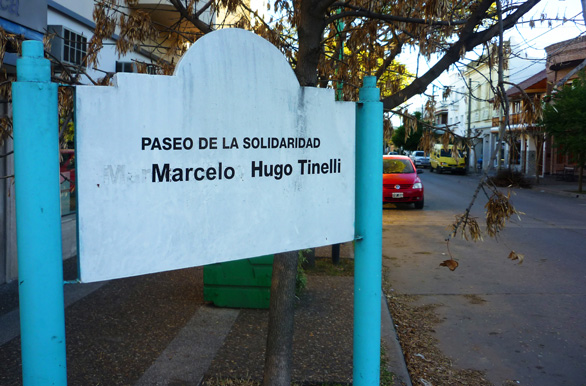 PASEO DE LA SOLIDARIDAD
Marcelo Hugo Tinelli